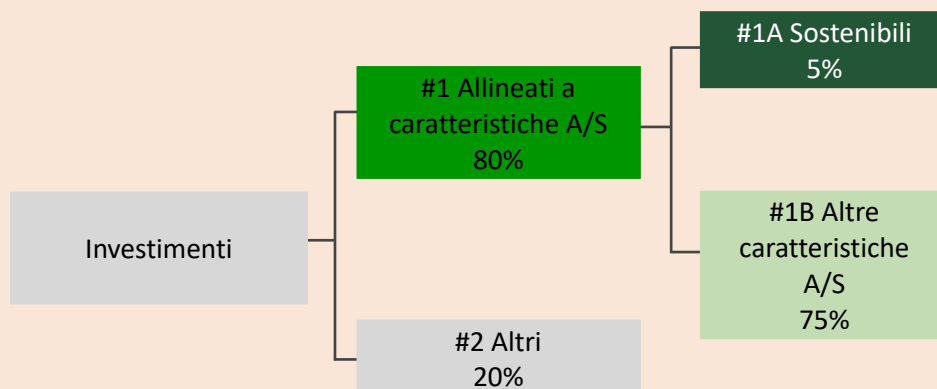 Investimenti
#1 Allineati a
caratteristiche A/S
80%
#2 Altri
20%
#1A Sostenibili
5%
#1B Altre
caratteristiche
A/S
75%